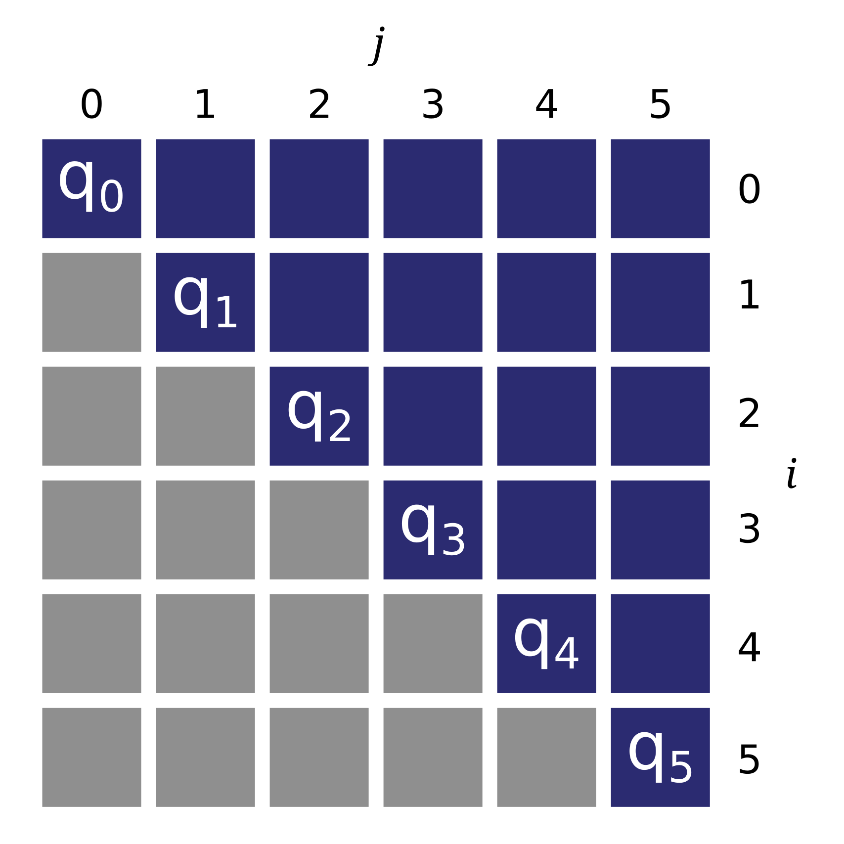 j
0 1 2 3 4 5
q₀ 0
q₁ 1
q₂ 2
i
q₃ 3
q₄ 4
q₅ 5